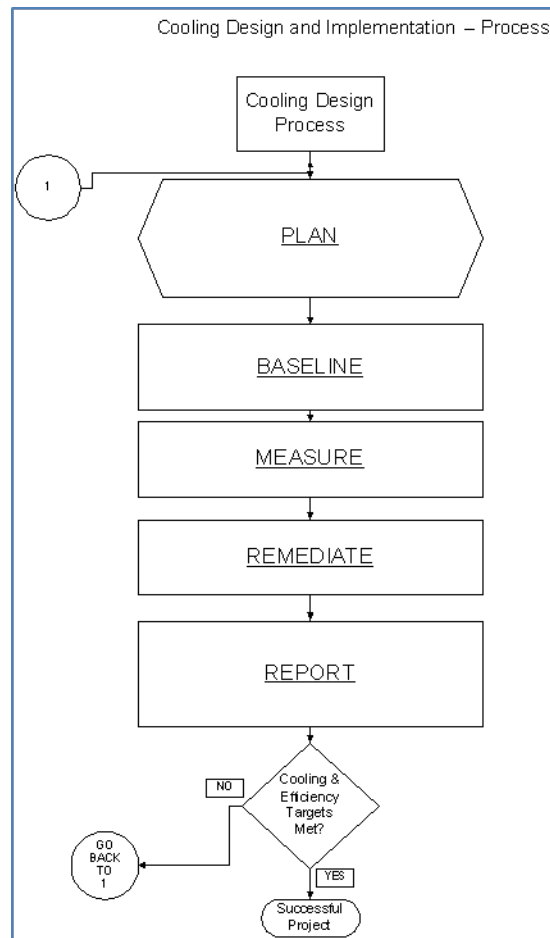 Cooling Design and Implementation – Process
Cooling Design
Process
1
PLAN
BASELINE
MEASURE
REMEDIATE
REPORT
Cooling &
Efficiency
Targets
Met?
NO
GO
BACK
TO
1
YES
Successful
Project